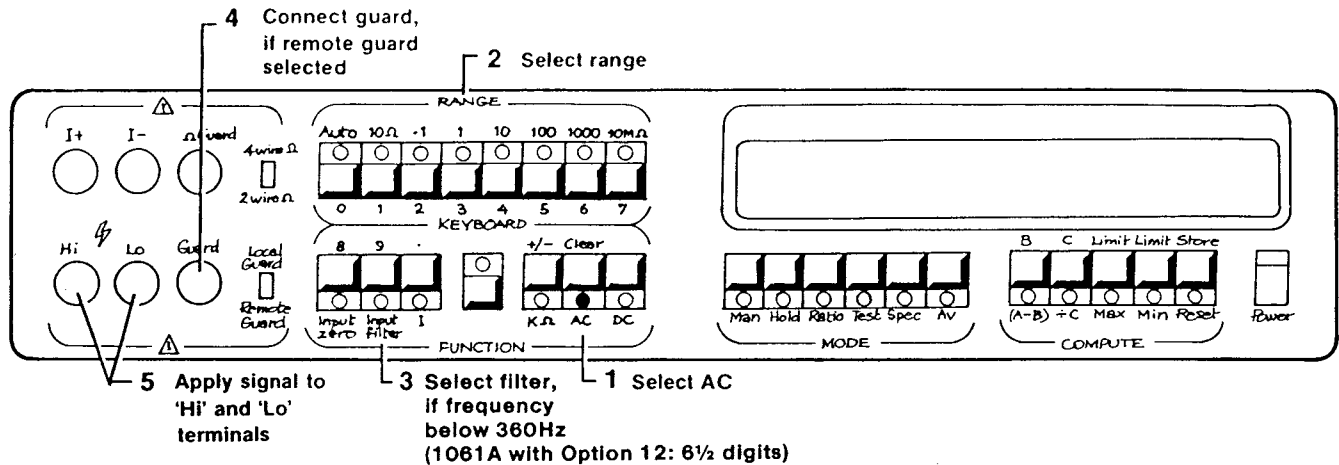 4 Connect guard,
if remote guard
selected
2 Select range
RANGE
I+ I- Ω Guard
4 wire Ω
2 wire Ω
Auto 10Ω .1 1 10 100 1000 10MΩ
0 1 2 3 4 5 6 7
KEYBOARD
Hi Lo Guard
Local
Guard
Remote
Guard
8 9 .
+/- Clear
Input
zero
Input
filter
I
KΩ AC DC
FUNCTION
Man Hold Ratio Test Spec Av
MODE
B C Limit Limit Store
(A-B) ÷C Max Min Reset
COMPUTE
Power
5 Apply signal to
'Hi' and 'Lo'
terminals
3 Select filter,
if frequency
below 360Hz
(1061A with Option 12: 6½ digits)
1 Select AC